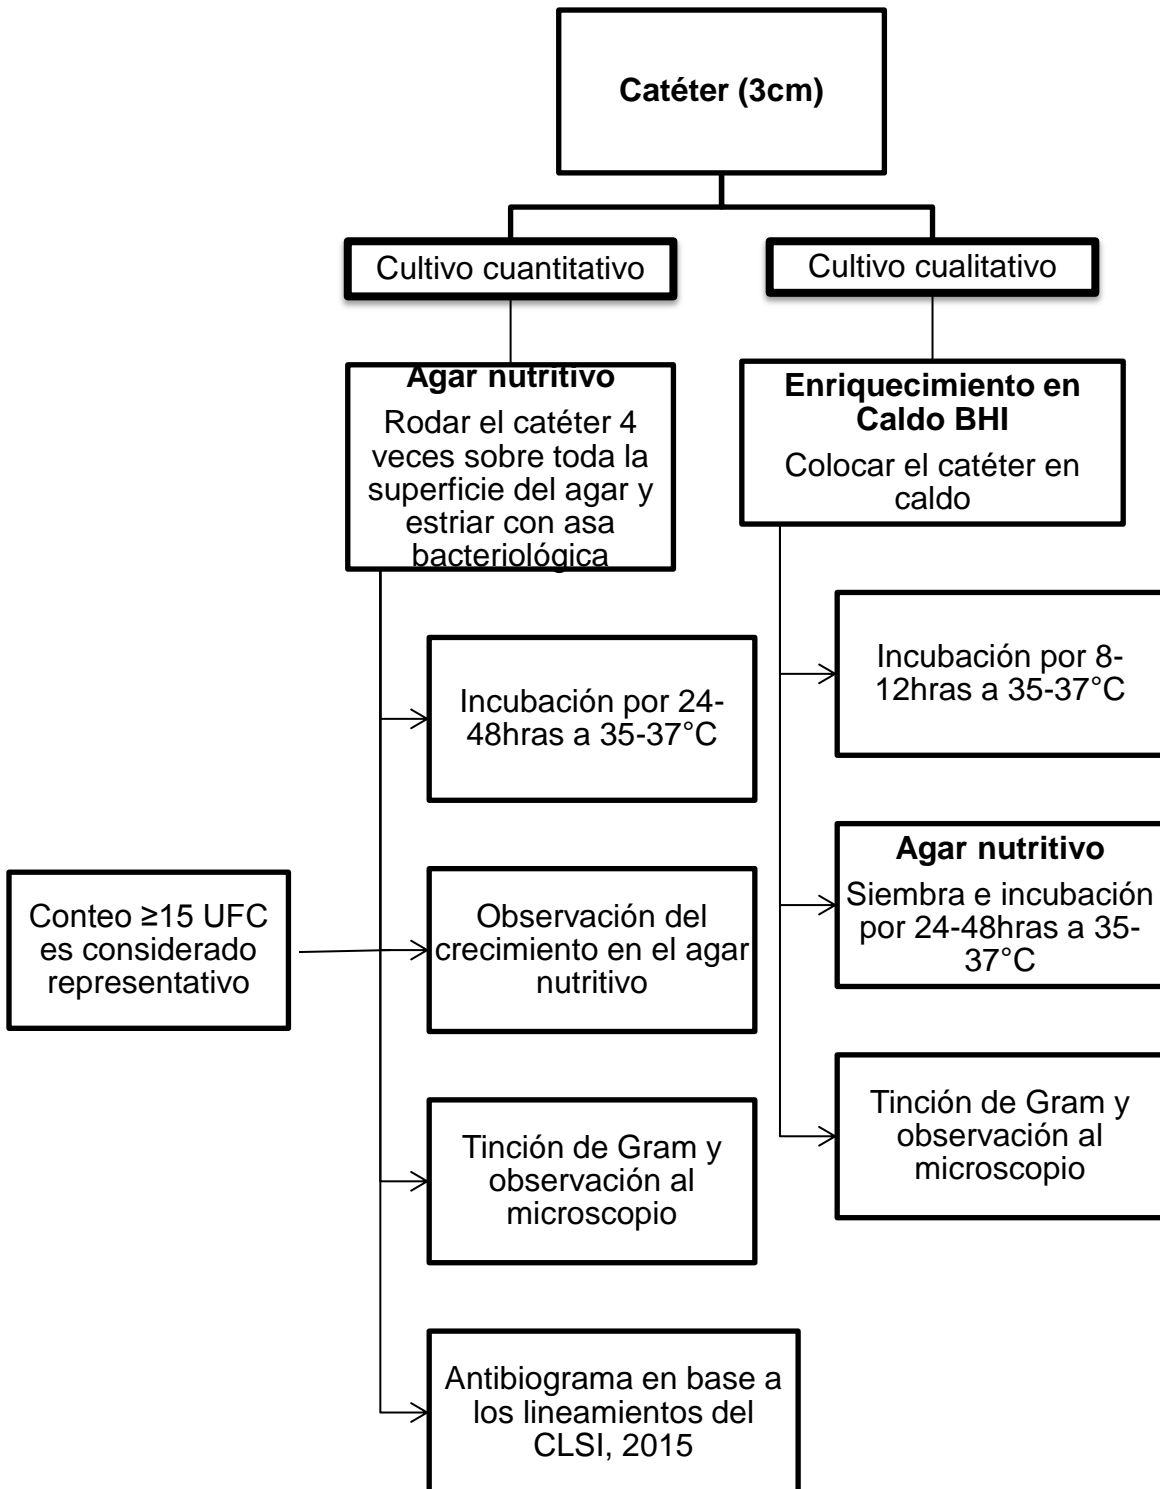 Catéter (3cm)
Cultivo cuantitativo
Cultivo cualitativo
Agar nutritivo
Rodar el catéter 4
veces sobre toda la
superficie del agar y
estriar con asa
bacteriológica
Enriquecimiento en
Caldo BHI
Colocar el catéter en
caldo
Incubación por 24-
48hras a 35-37°C
Incubación por 8-
12hras a 35-37°C
Conteo ≥15 UFC
es considerado
representativo
Observación del
crecimiento en el agar
nutritivo
Agar nutritivo
Siembra e incubación
por 24-48hras a 35-
37°C
Tinción de Gram y
observación al
microscopio
Tinción de Gram y
observación al
microscopio
Antibiograma en base a
los lineamientos del
CLSI, 2015